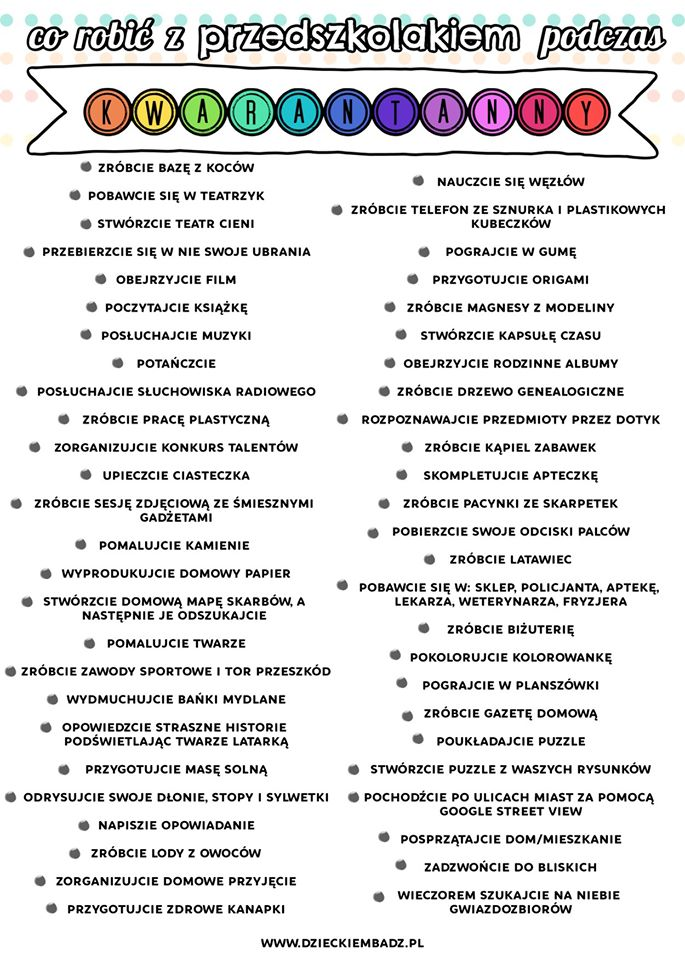 co robić z przedszkolakiem podczas
KWARANTANNY
ZRÓBCIE BAZĘ Z KOCÓW
POBAWCIE SIĘ W TEATRZYK
STWÓRZCIE TEATR CIENI
PRZEBIERZCIE SIĘ W NIE SWOJE UBRANIA
OBEJRZYJCIE FILM
POCZYTAJCIE KSIĄŻKĘ
POSŁUCHAJCIE MUZYKI
POTAŃCZCIE
POSŁUCHAJCIE SŁUCHOWISKA RADIOWEGO
ZRÓBCIE PRACĘ PLASTYCZNĄ
ZORGANIZUJCIE KONKURS TALENTÓW
UPIECZCIE CIASTECZKA
ZRÓBCIE SESJĘ ZDJĘCIOWĄ ZE ŚMIESZNYMI
GADŻETAMI
POMALUJCIE KAMIENIE
WYPRODUKUJCIE DOMOWY PAPIER
STWÓRZCIE DOMOWĄ MAPĘ SKARBÓW, A
NASTĘPNIE JE ODSZUKAJCIE
POMALUJCIE TWARZE
ZRÓBCIE ZAWODY SPORTOWE I TOR PRZESZKÓD
WYDMUCHUJCIE BAŃKI MYDLANE
OPOWIEDZCIE STRASZNE HISTORIE
PODŚWIETLAJĄC TWARZE LATARKĄ
PRZYGOTUJCIE MASĘ SOLNĄ
ODRYSUJCIE SWOJE DŁONIE, STOPY I SYLWETKI
NAPISZIE OPOWIADANIE
ZRÓBCIE LODY Z OWOCÓW
ZORGANIZUJCIE DOMOWE PRZYJĘCIE
PRZYGOTUJCIE ZDROWE KANAPKI
NAUCZCIE SIĘ WĘZŁÓW
ZRÓBCIE TELEFON ZE SZNURKA I PLASTIKOWYCH
KUBECZKÓW
POGRAJCIE W GUMĘ
PRZYGOTUJCIE ORIGAMI
ZRÓBCIE MAGNESY Z MODELINY
STWÓRZCIE KAPSUŁĘ CZASU
OBEJRZYJCIE RODZINNE ALBUMY
ZRÓBCIE DRZEWO GENEALOGICZNE
ROZPOZNAWAJCIE PRZEDMIOTY PRZEZ DOTYK
ZRÓBCIE KĄPIEL ZABAWEK
SKOMPLETUJCIE APTECZKĘ
ZRÓBCIE PACYNKI ZE SKARPETEK
POBIERZCIE SWOJE ODCISKI PALCÓW
ZRÓBCIE LATAWIEC
POBAWCIE SIĘ W: SKLEP, POLICJANTA, APTEKĘ,
LEKARZA, WETERYNARZA, FRYZJERA
ZRÓBCIE BIŻUTERIĘ
POKOLORUJCIE KOLOROWANKĘ
POGRAJCIE W PLANSZÓWKI
ZRÓBCIE GAZETĘ DOMOWĄ
POUKŁADAJCIE PUZZLE
STWÓRZCIE PUZZLE Z WASZYCH RYSUNKÓW
POCHODŹCIE PO ULICACH MIAST ZA POMOCĄ
GOOGLE STREET VIEW
POSPRZĄTAJCIE DOM/MIESZKANIE
ZADZWOŃCIE DO BLISKICH
WIECZOREM SZUKAJCIE NA NIEBIE
GWIAZDOZBIORÓW
WWW.DZIECKIEMBADZ.PL